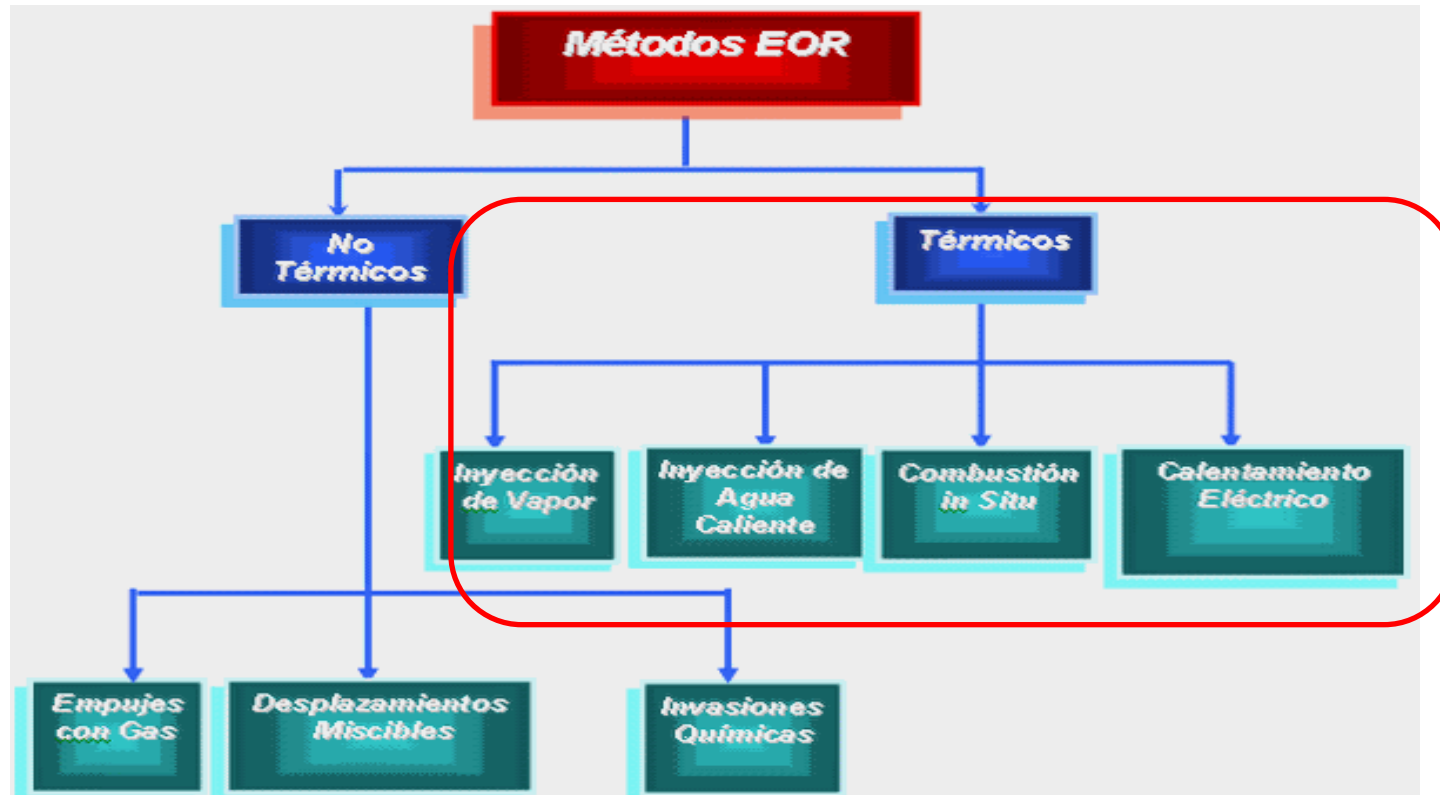 Métodos EOR
No
Térmicos
Térmicos
Inyección
de Vapor
Inyección de
Agua
Caliente
Combustión
in Situ
Calentamiento
Eléctrico
Empujes
con Gas
Desplazamientos
Miscibles
Invasiones
Químicas